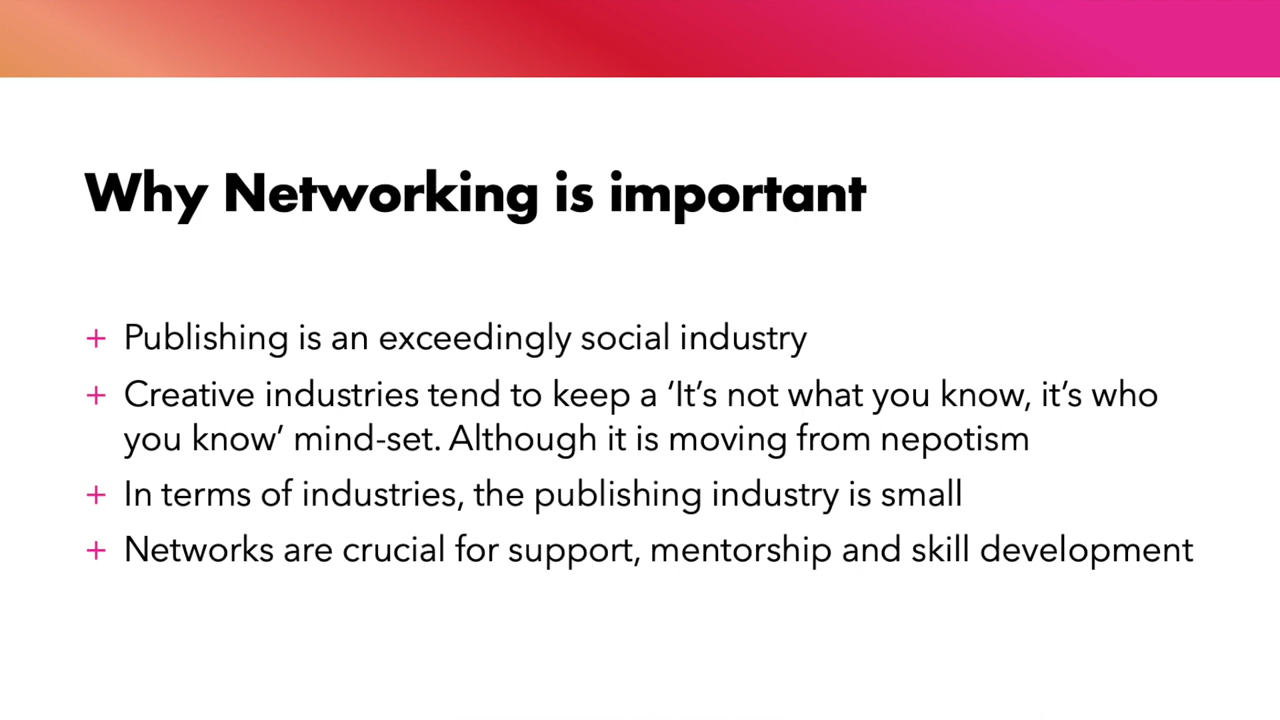 Why Networking is important
+ Publishing is an exceedingly social industry
+ Creative industries tend to keep a ‘It’s not what you know, it’s who
you know’ mind-set. Although it is moving from nepotism
+ In terms of industries, the publishing industry is small
+ Networks are crucial for support, mentorship and skill development